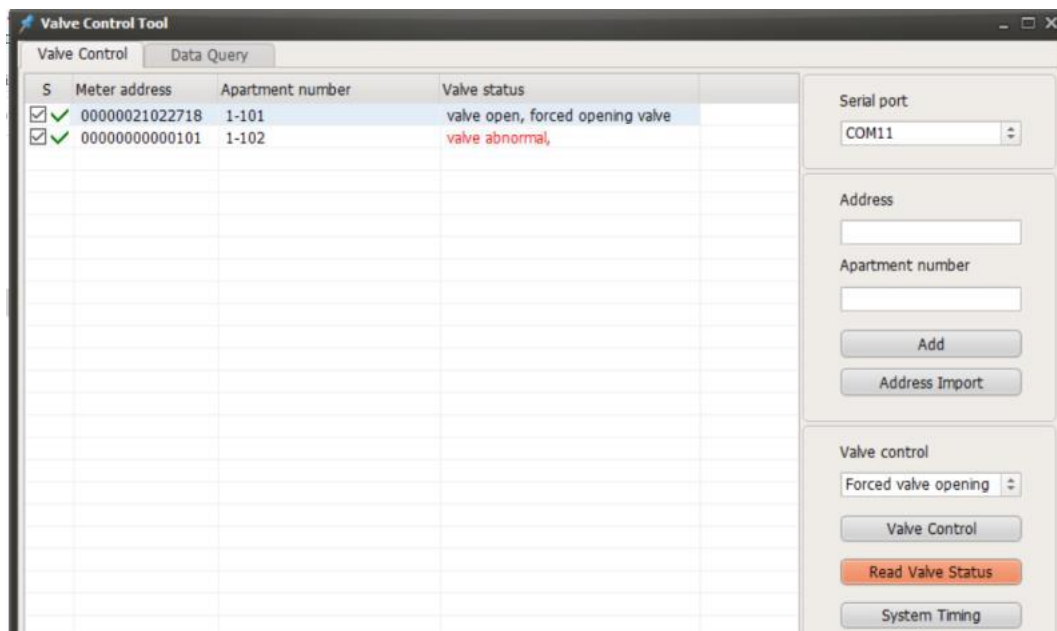 Valve Control Tool
Valve Control
Data Query
S Meter address Apartment number Valve status
00000021022718 1-101 valve open, forced opening valve
00000000000101 1-102 valve abnormal,
Serial port
COM11
Address
Apartment number
Add
Address Import
Valve control
Forced valve opening
Valve Control
Read Valve Status
System Timing